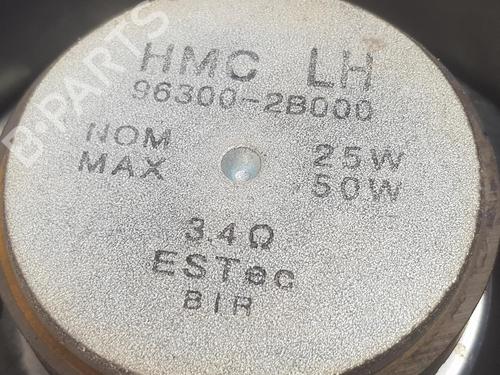 HMC LH
96300-2B000
NOM 25W
MAX 50W
3.4Ω
ESTec
BIR
B-PARTS